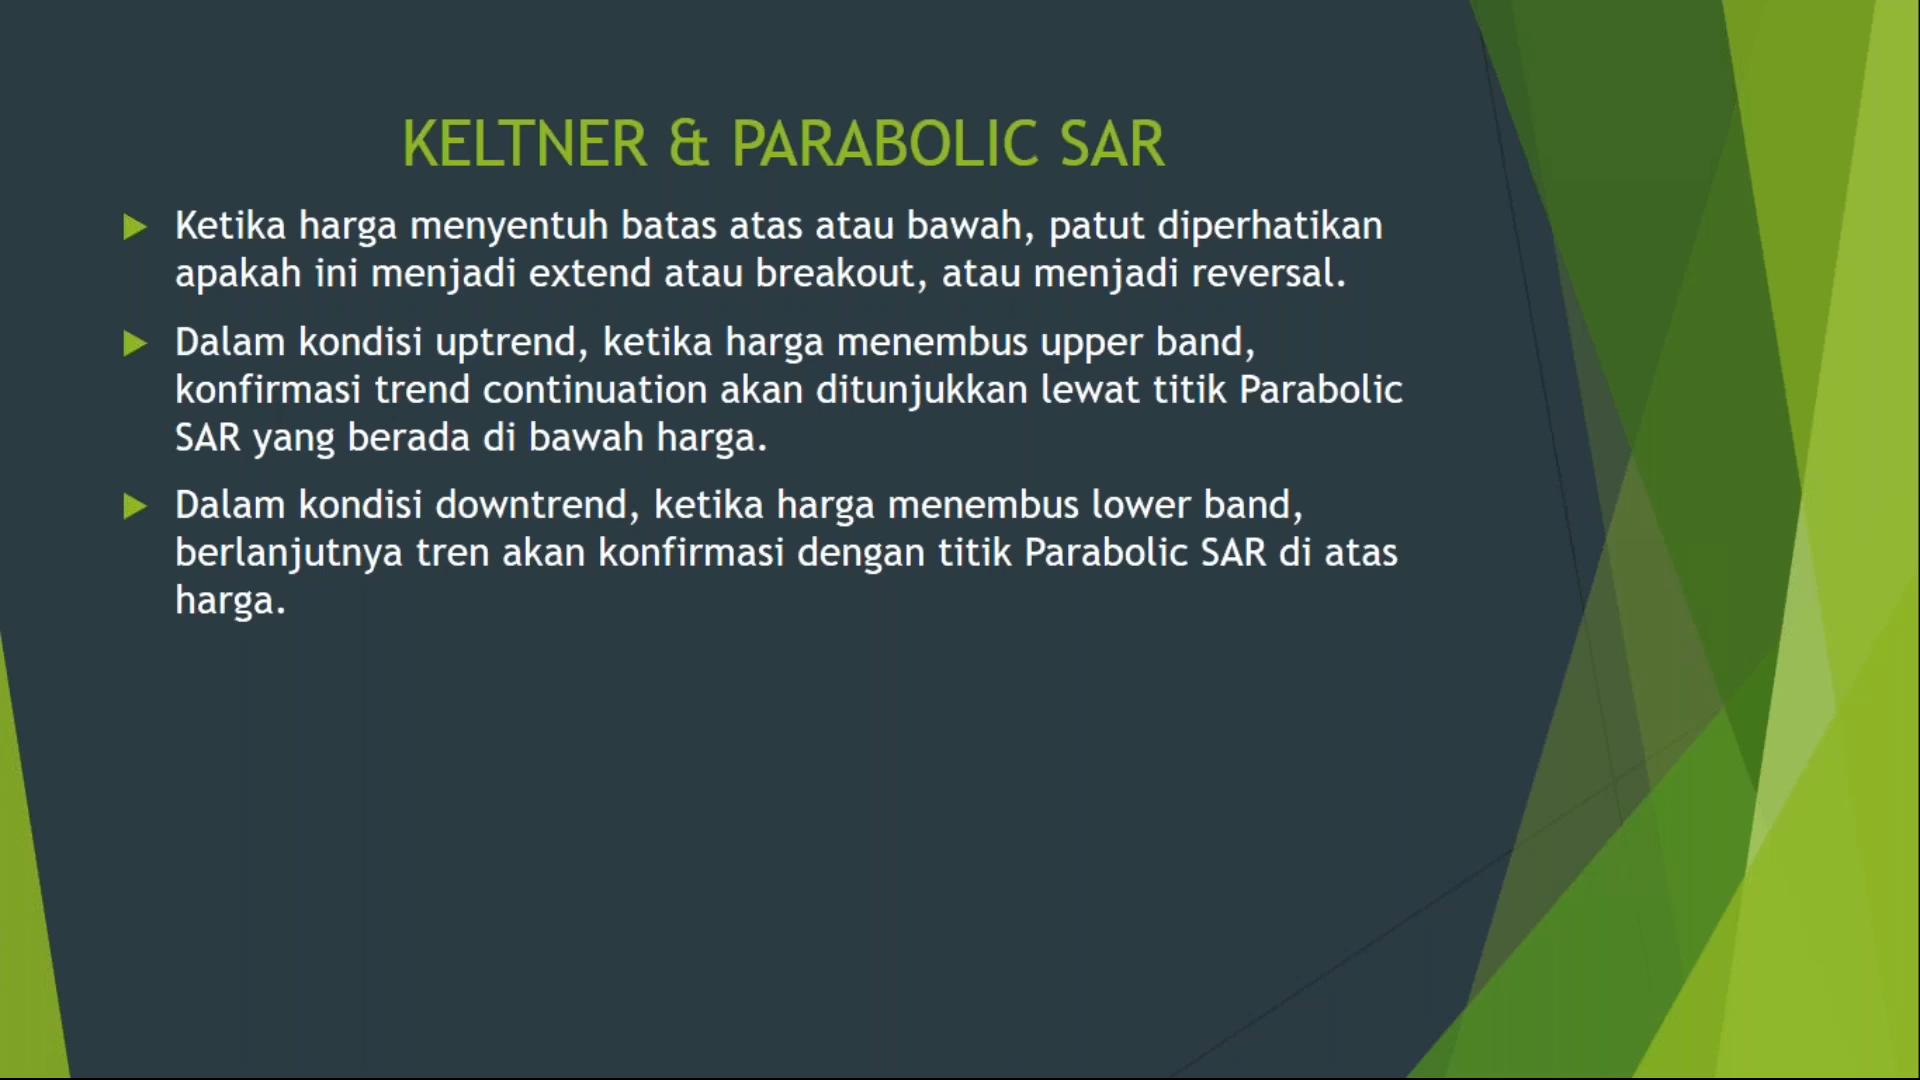 KELTNER & PARABOLIC SAR
Ketika harga menyentuh batas atas atau bawah, patut diperhatikan
apakah ini menjadi extend atau breakout, atau menjadi reversal.
Dalam kondisi uptrend, ketika harga menembus upper band,
konfirmasi trend continuation akan ditunjukkan lewat titik Parabolic
SAR yang berada di bawah harga.
Dalam kondisi downtrend, ketika harga menembus lower band,
berlanjutnya tren akan konfirmasi dengan titik Parabolic SAR di atas
harga.